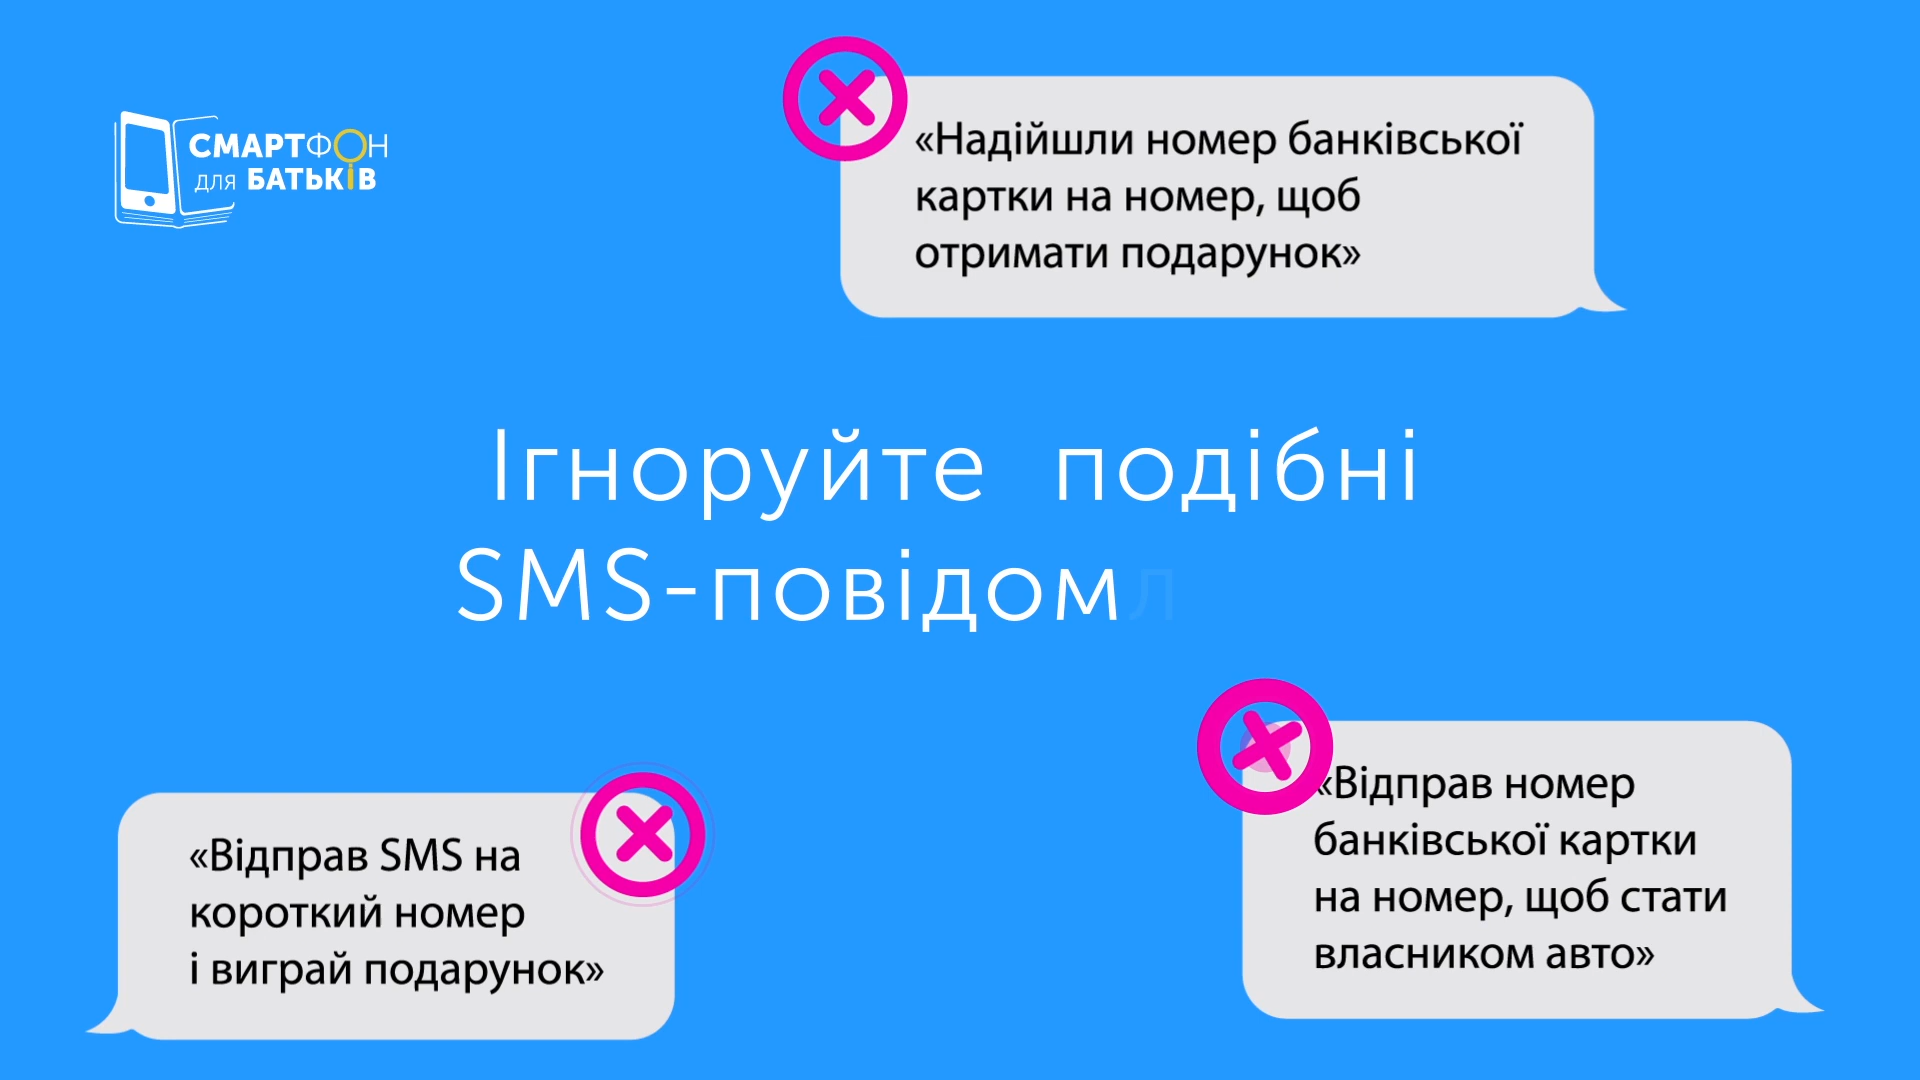 СМАРТФОН
ДЛЯ БАТЬКІВ
«Надійшли номер банківської
картки на номер, щоб
отримати подарунок»
Ігноруйте подібні
SMS-повідомл
«Відправ SMS на
короткий номер
і виграй подарунок»
«Відправ номер
банківської картки
на номер, щоб стати
власником авто»